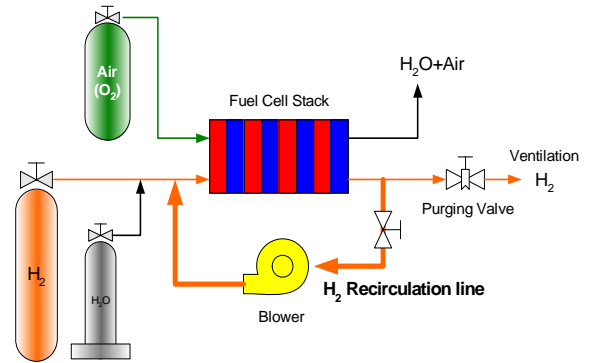 Air
(O₂)
Fuel Cell Stack
H₂O+Air
Ventilation
H₂
Purging Valve
H₂
H₂O
H₂ Recirculation line
Blower